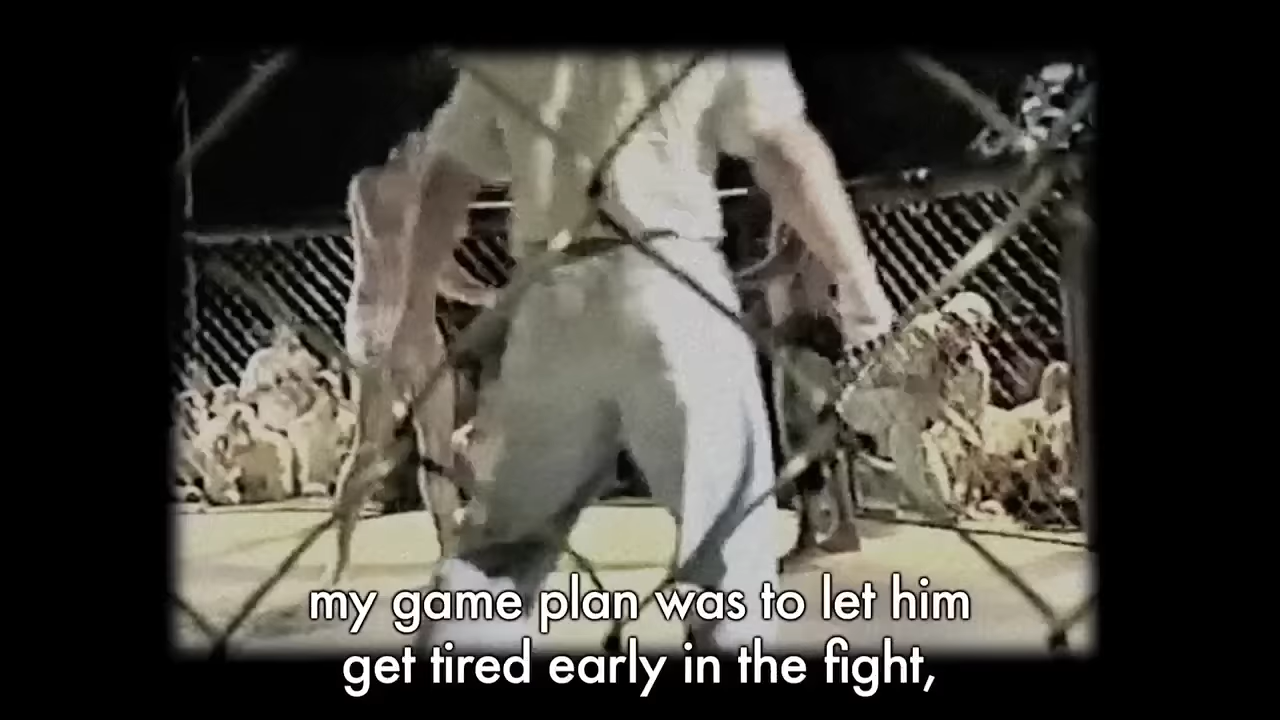 my game plan was to let him
get tired early in the fight,